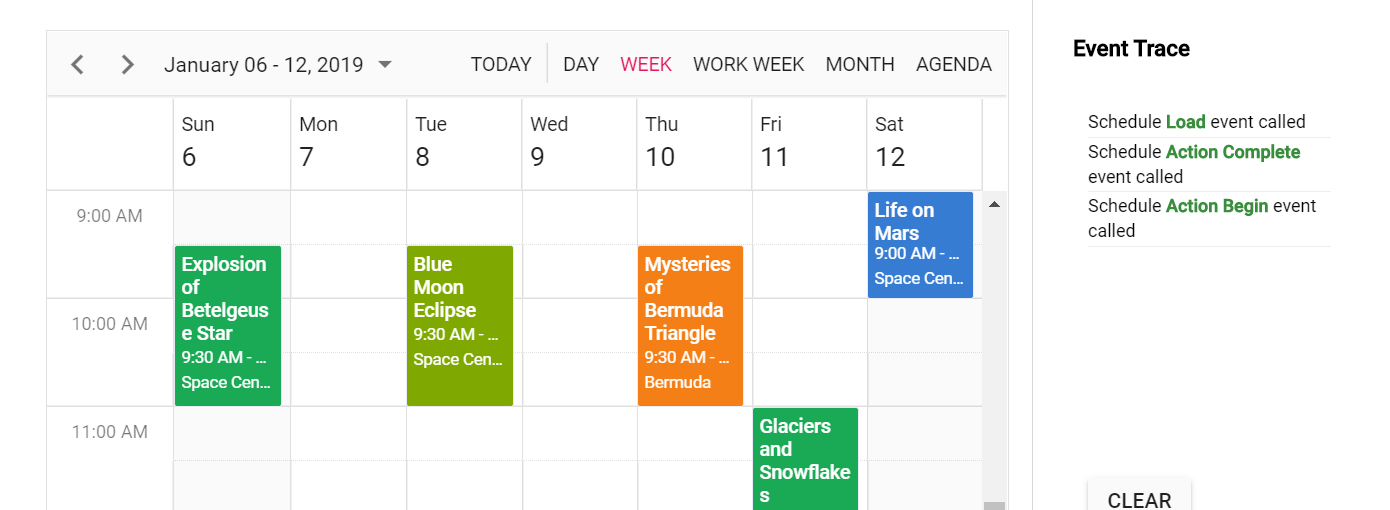 January 06 - 12, 2019
TODAY
DAY
WEEK
WORK WEEK
MONTH
AGENDA
Sun
6
Mon
7
Tue
8
Wed
9
Thu
10
Fri
11
Sat
12
9:00 AM
10:00 AM
11:00 AM
Explosion
of
Betelgeus
e Star
9:30 AM - ...
Space Cen...
Blue
Moon
Eclipse
9:30 AM - ...
Space Cen...
Mysteries
of
Bermuda
Triangle
9:30 AM - ...
Bermuda
Glaciers
and
Snowflake
s
Life on
Mars
9:00 AM - ...
Space Cen...
Event Trace
Schedule Load event called
Schedule Action Complete
event called
Schedule Action Begin event
called
CLEAR